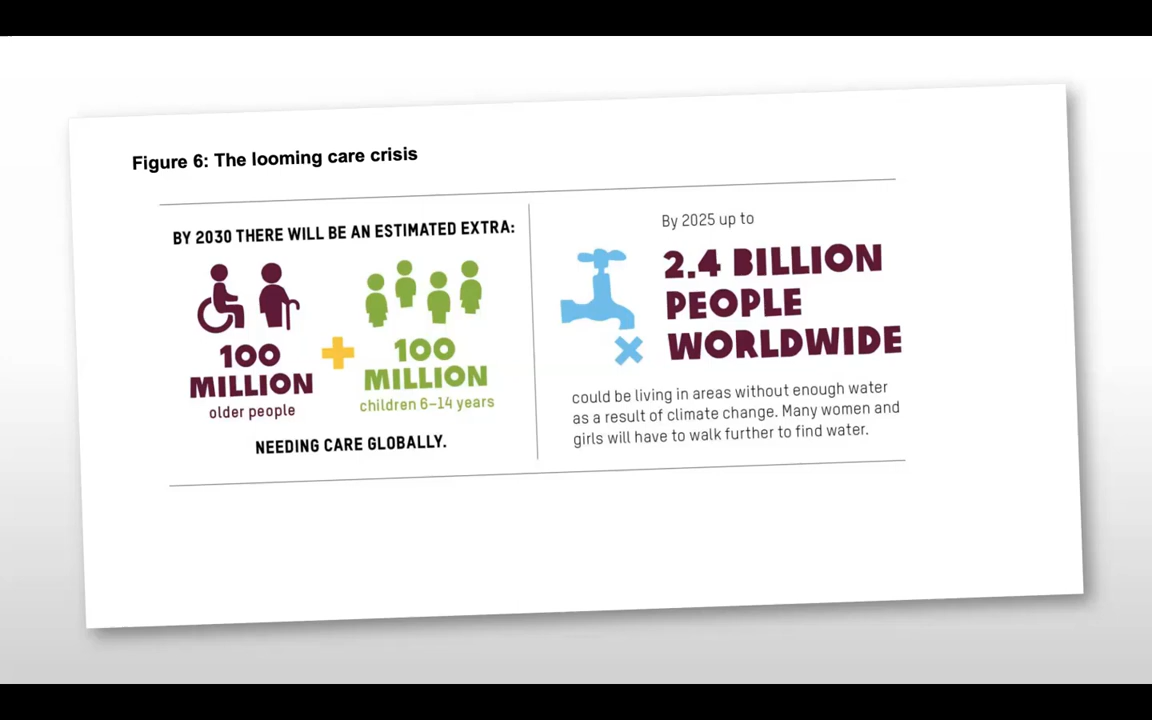 Figure 6: The looming care crisis
BY 2030 THERE WILL BE AN ESTIMATED EXTRA:
100
MILLION
older people
100
MILLION
children 6–14 years
NEEDING CARE GLOBALLY.
By 2025 up to
2.4 BILLION
PEOPLE
WORLDWIDE
could be living in areas without enough water
as a result of climate change. Many women and
girls will have to walk further to find water.